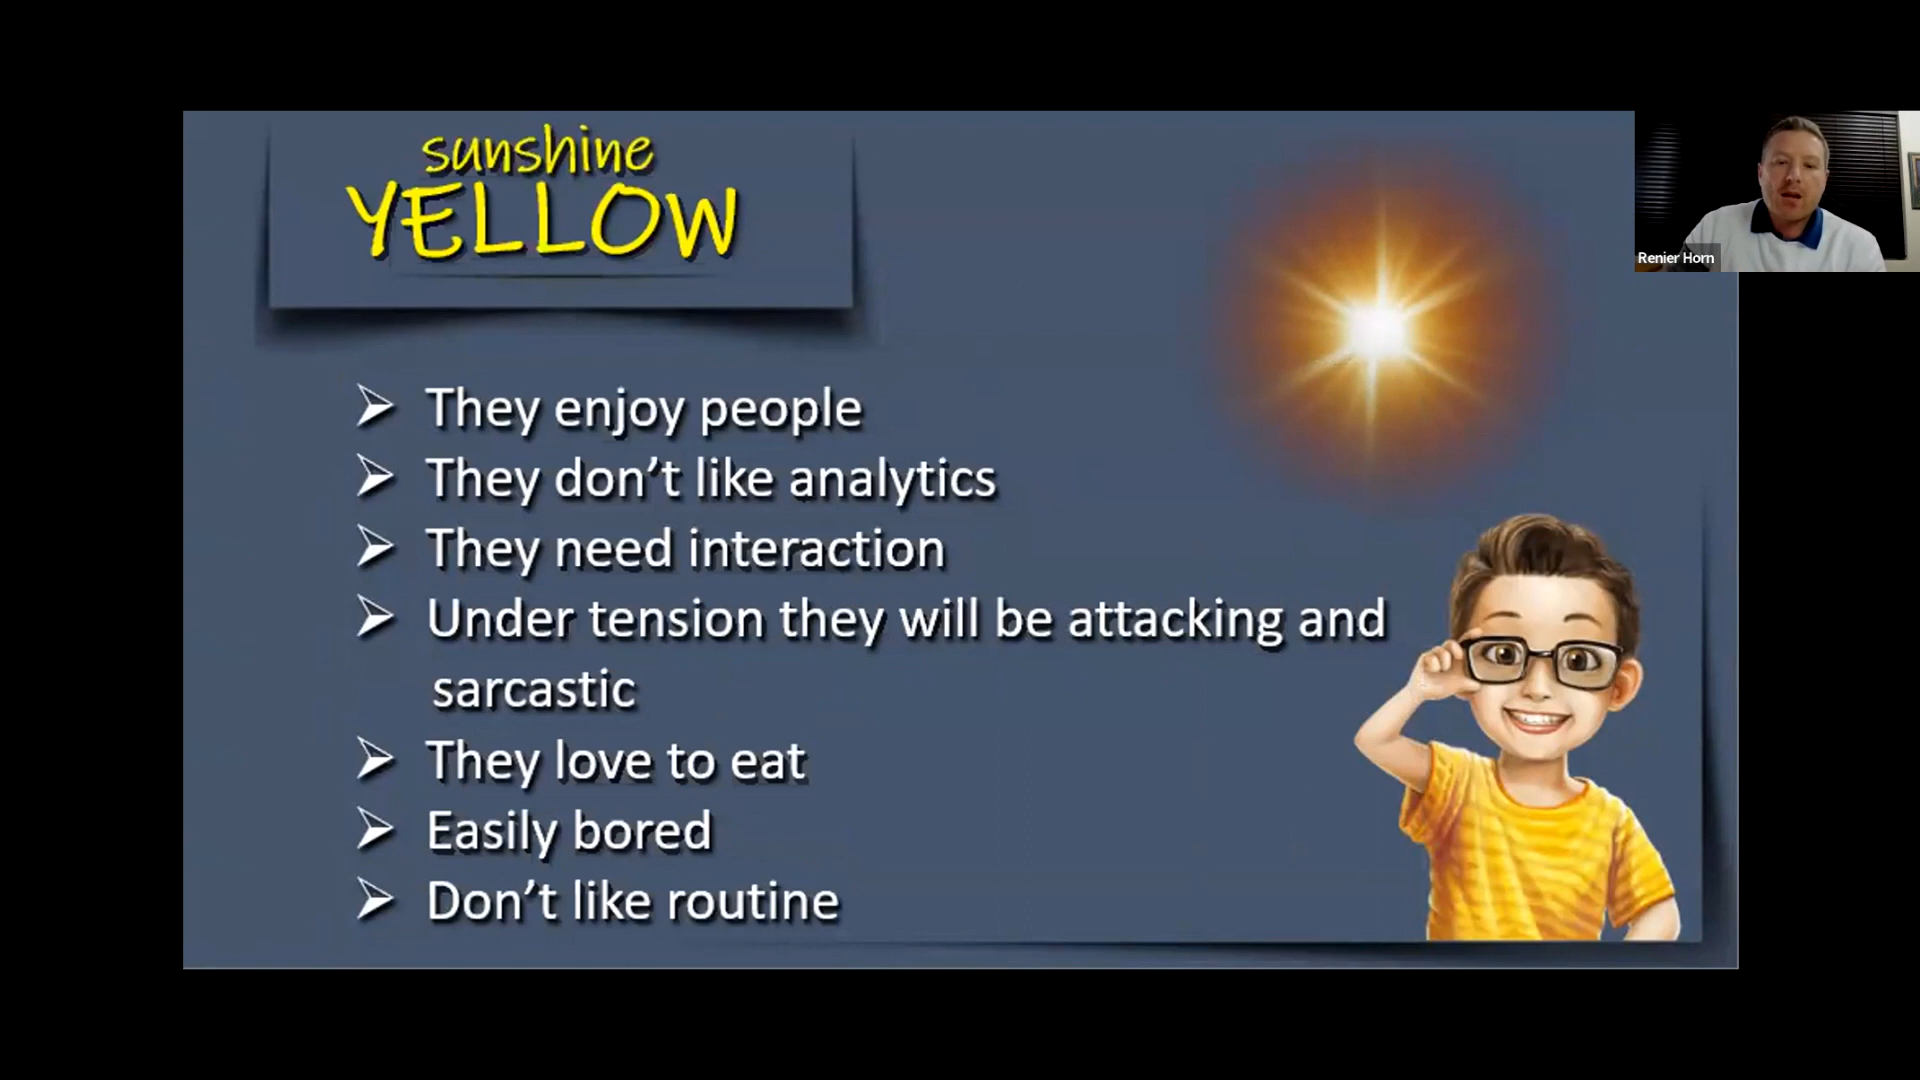 sunshine
YELLOW
Renier Horn
They enjoy people
They don’t like analytics
They need interaction
Under tension they will be attacking and
sarcastic
They love to eat
Easily bored
Don’t like routine